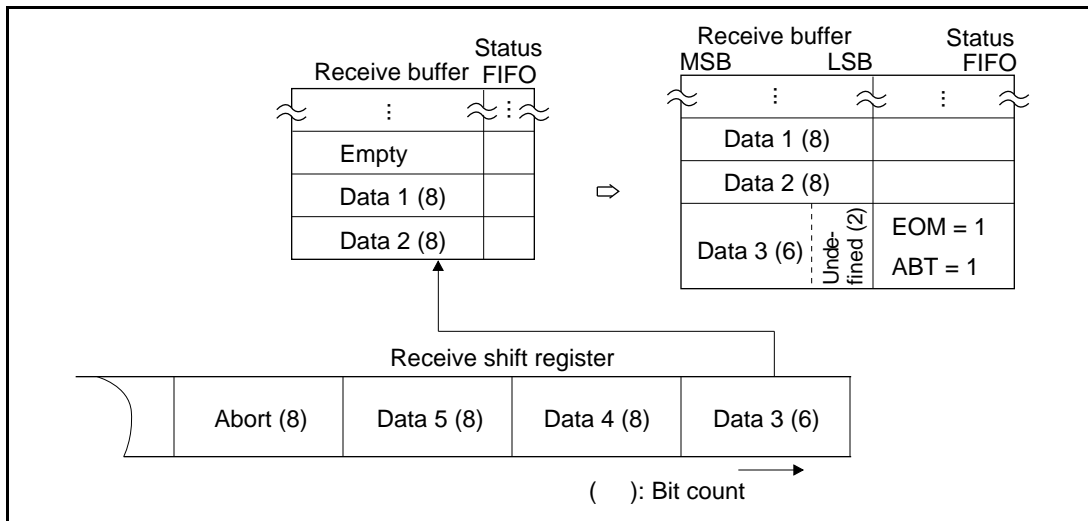 Receive buffer
Status
FIFO
Empty
Data 1 (8)
Data 2 (8)
Receive buffer
Status
MSB
LSB
FIFO
Data 1 (8)
Data 2 (8)
Data 3 (6)
Unde-
fined (2)
EOM = 1
ABT = 1
Receive shift register
Abort (8)
Data 5 (8)
Data 4 (8)
Data 3 (6)
( ): Bit count